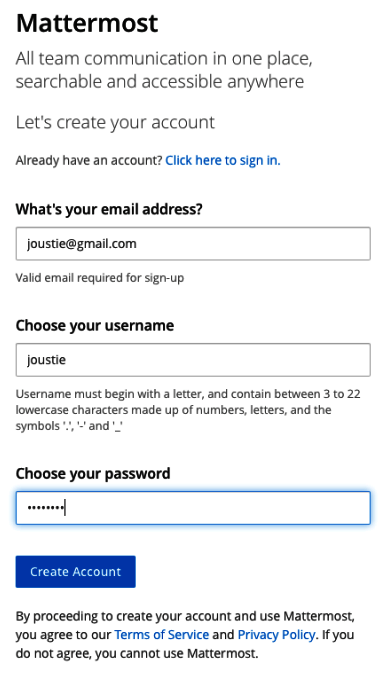 Mattermost
All team communication in one place,
searchable and accessible anywhere
Let's create your account
Already have an account? Click here to sign in.
What's your email address?
joustie@gmail.com
Valid email required for sign-up
Choose your username
joustie
Username must begin with a letter, and contain between 3 to 22
lowercase characters made up of numbers, letters, and the
symbols '.', '-' and '_'
Choose your password
••••••••
Create Account
By proceeding to create your account and use Mattermost,
you agree to our Terms of Service and Privacy Policy. If you
do not agree, you cannot use Mattermost.